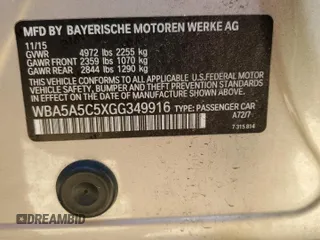 MFD BY BAYERISCHE MOTOREN WERKE AG
11/15
GVWR 4972 lbs 2255 kg
GAWR FRONT 2359 lbs 1070 kg
GAWR REAR 2844 lbs 1290 kg
THIS VEHICLE CONFORMS TO ALL APPLICABLE U.S.
FEDERAL MOTOR VEHICLE SAFETY, BUMPER AND
THEFT PREVENTION STANDARDS IN EFFECT ON THE
DATE OF MANUFACTURE SHOWN ABOVE.
WBA5A5C5XGG349916 TYPE: PASSENGER CAR
A72/7
7 315 814
DREAMBID